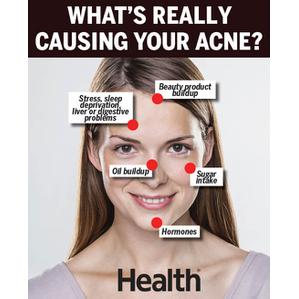 WHAT'S REALLY
CAUSING YOUR ACNE?
Beauty product
buildup
Stress, sleep
deprivation,
liver or digestive
problems
Oil buildup
Sugar
intake
Hormones
Health